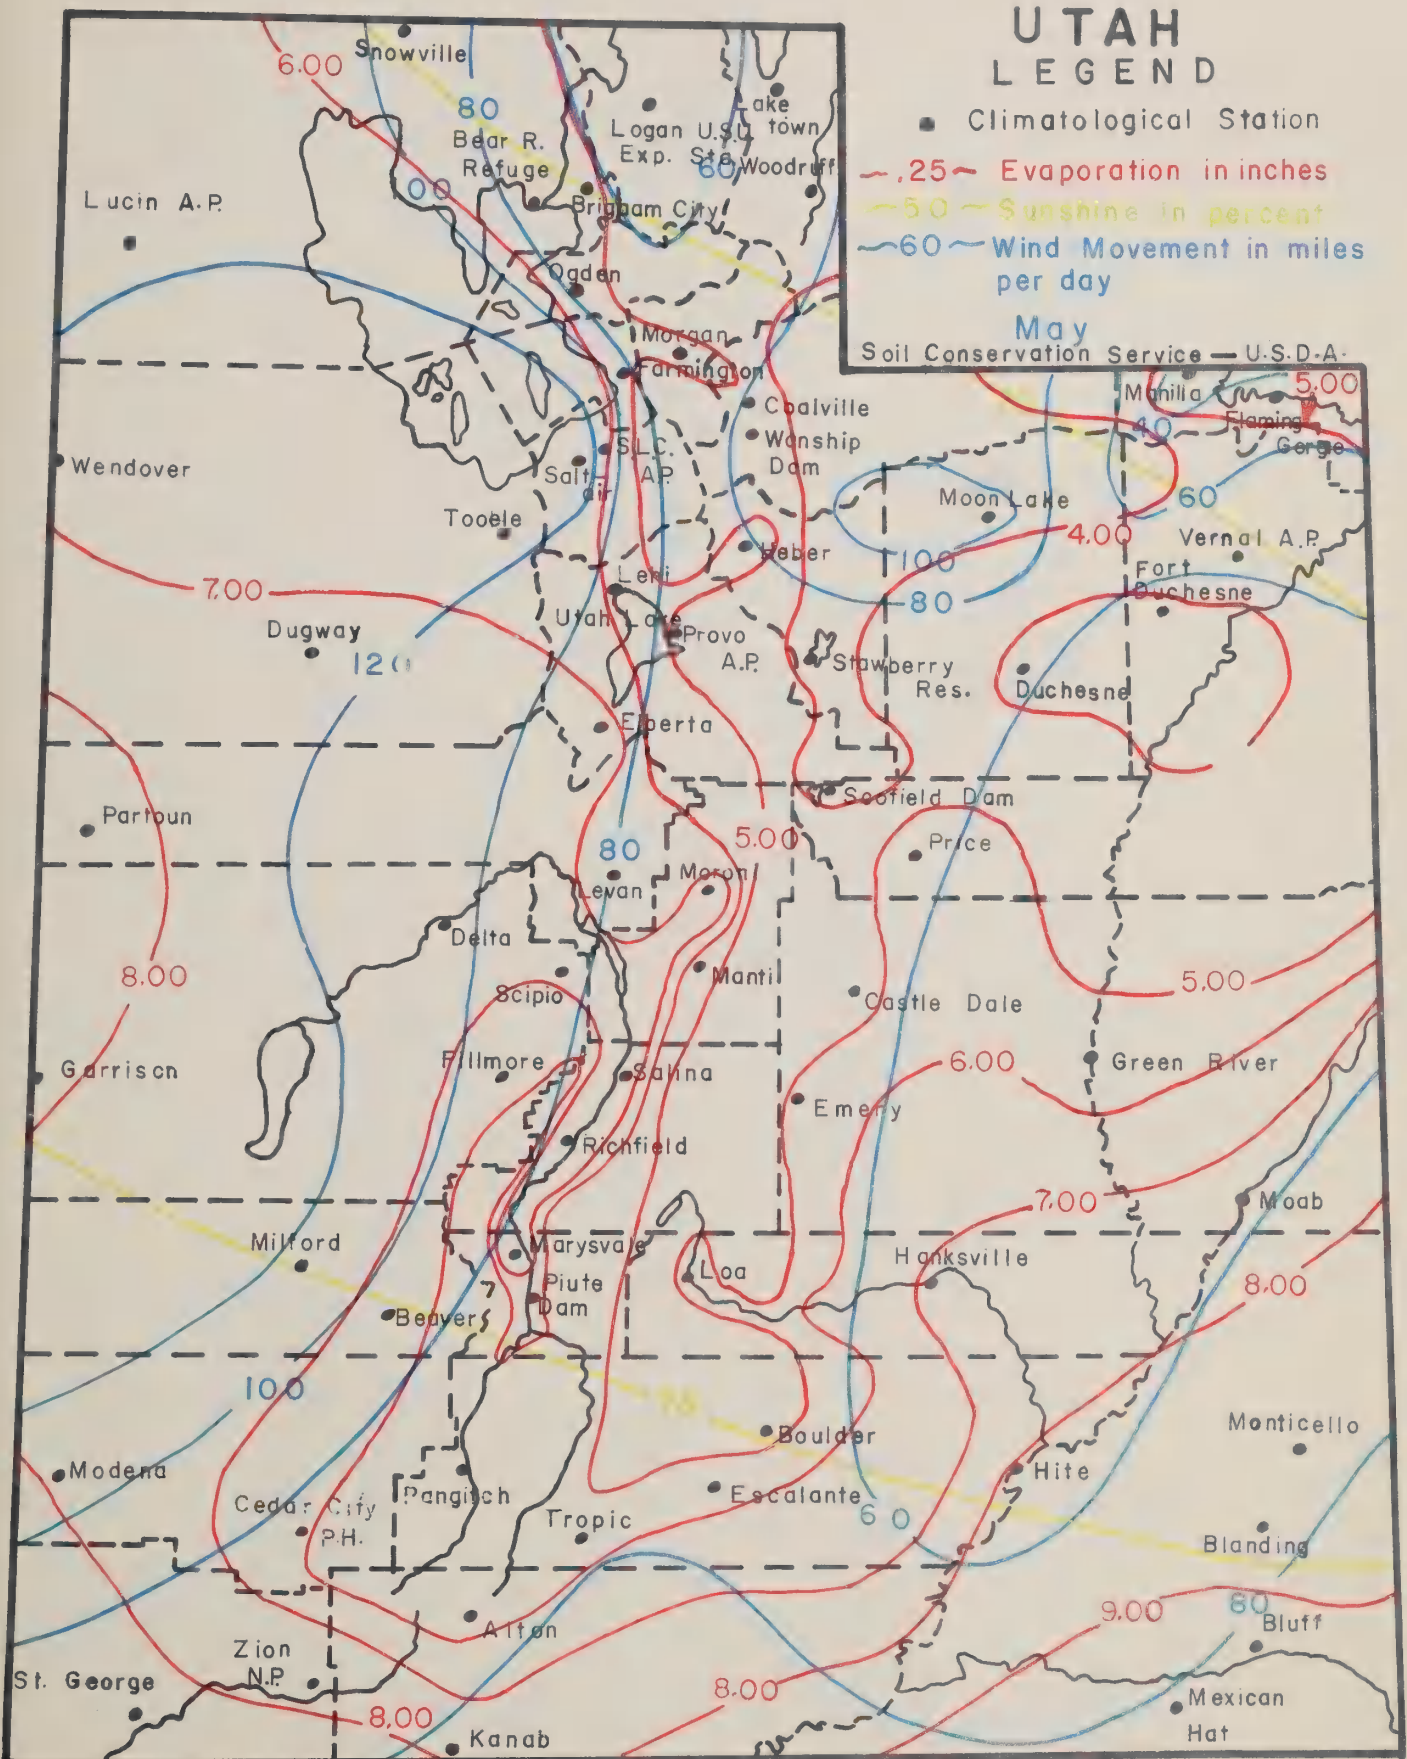 UTAH
LEGEND
Climatological Station
.25 Evaporation in inches
50 Sunshine in percent
60 Wind Movement in miles
per day
May
Soil Conservation Service — U.S.D.A.
Snowville
6.00
80
Bear R.
Refuge
Logan U.S.U.
Exp. Sta.
Lake
town
60
Woodruff
Lucin A.P.
00
Brigham City
Ogden
Morgan
Farmington
Manilla
5.00
Flaming
Gorge
40
Coalville
Wanship
Dam
Wendover
S.L.C.
A.P.
Salt-
air
Tooele
Moon Lake
60
4.00
Vernal A.P.
Heber
100
Fort
Duchesne
7.00
Lehi
80
Utah Lake
Dugway
120
Provo
A.P.
Stawberry
Res.
Duchesne
Elberta
Partoun
Scofield Dam
5.00
80
Price
Levan
Moroni
Delta
8.00
Scipio
Manti
5.00
Castle Dale
Garrison
Fillmore
Salina
6.00
Green River
Emery
Richfield
7.00
Moab
Milford
Marysvale
Loa
Hanksville
8.00
Piute
Dam
Beaver
100
75
Boulder
Monticello
Modena
Hite
Cedar City
P.H.
Pangitch
Escalante
60
Tropic
Blanding
9.00
80
Alton
Bluff
Zion
N.P.
St. George
8.00
8.00
Mexican
Hat
Kanab